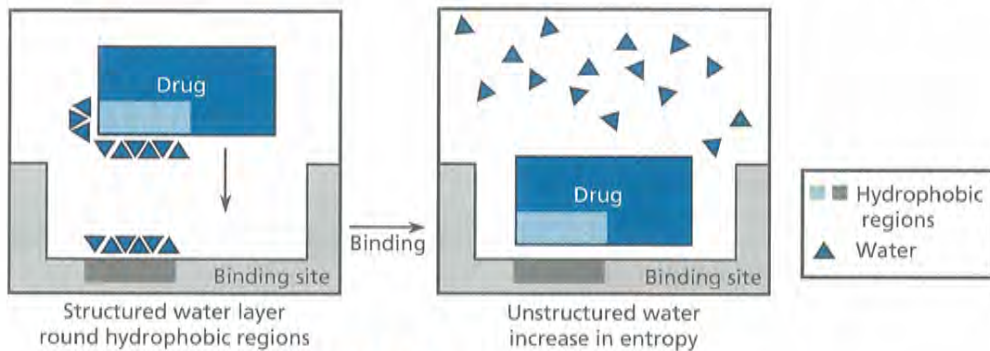 Drug
Binding site
Structured water layer
round hydrophobic regions
Binding
Drug
Binding site
Unstructured water
increase in entropy
Hydrophobic
regions
Water